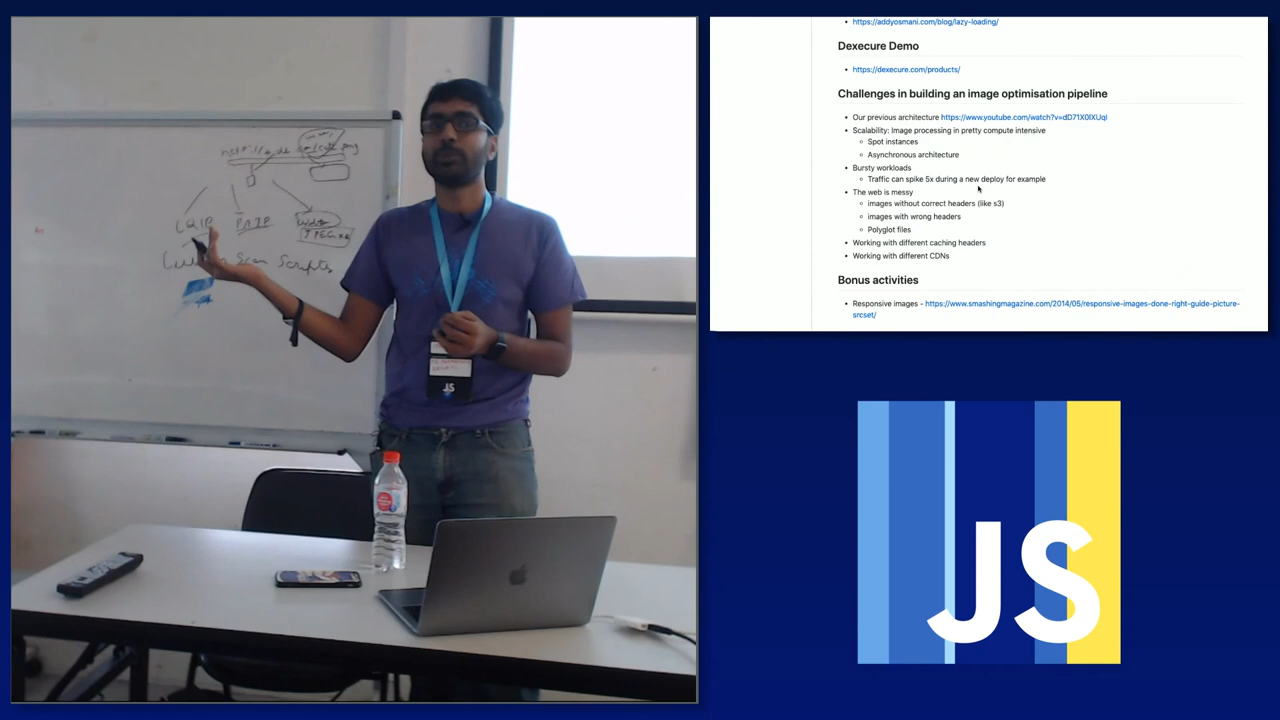 https://addyosmani.com/blog/lazy-loading/
Dexecure Demo
https://dexecure.com/products/
Challenges in building an image optimisation pipeline
Our previous architecture https://www.youtube.com/watch?v=dD71X0IXUqI
Scalability: Image processing in pretty compute intensive
Spot instances
Asynchronous architecture
Bursty workloads
Traffic can spike 5x during a new deploy for example
The web is messy
images without correct headers (like s3)
images with wrong headers
Polyglot files
Working with different caching headers
Working with different CDNs
Bonus activities
Responsive images - https://www.smashingmagazine.com/2014/05/responsive-images-done-right-guide-picture-
srcset/
Scan Scripts
JS
JS